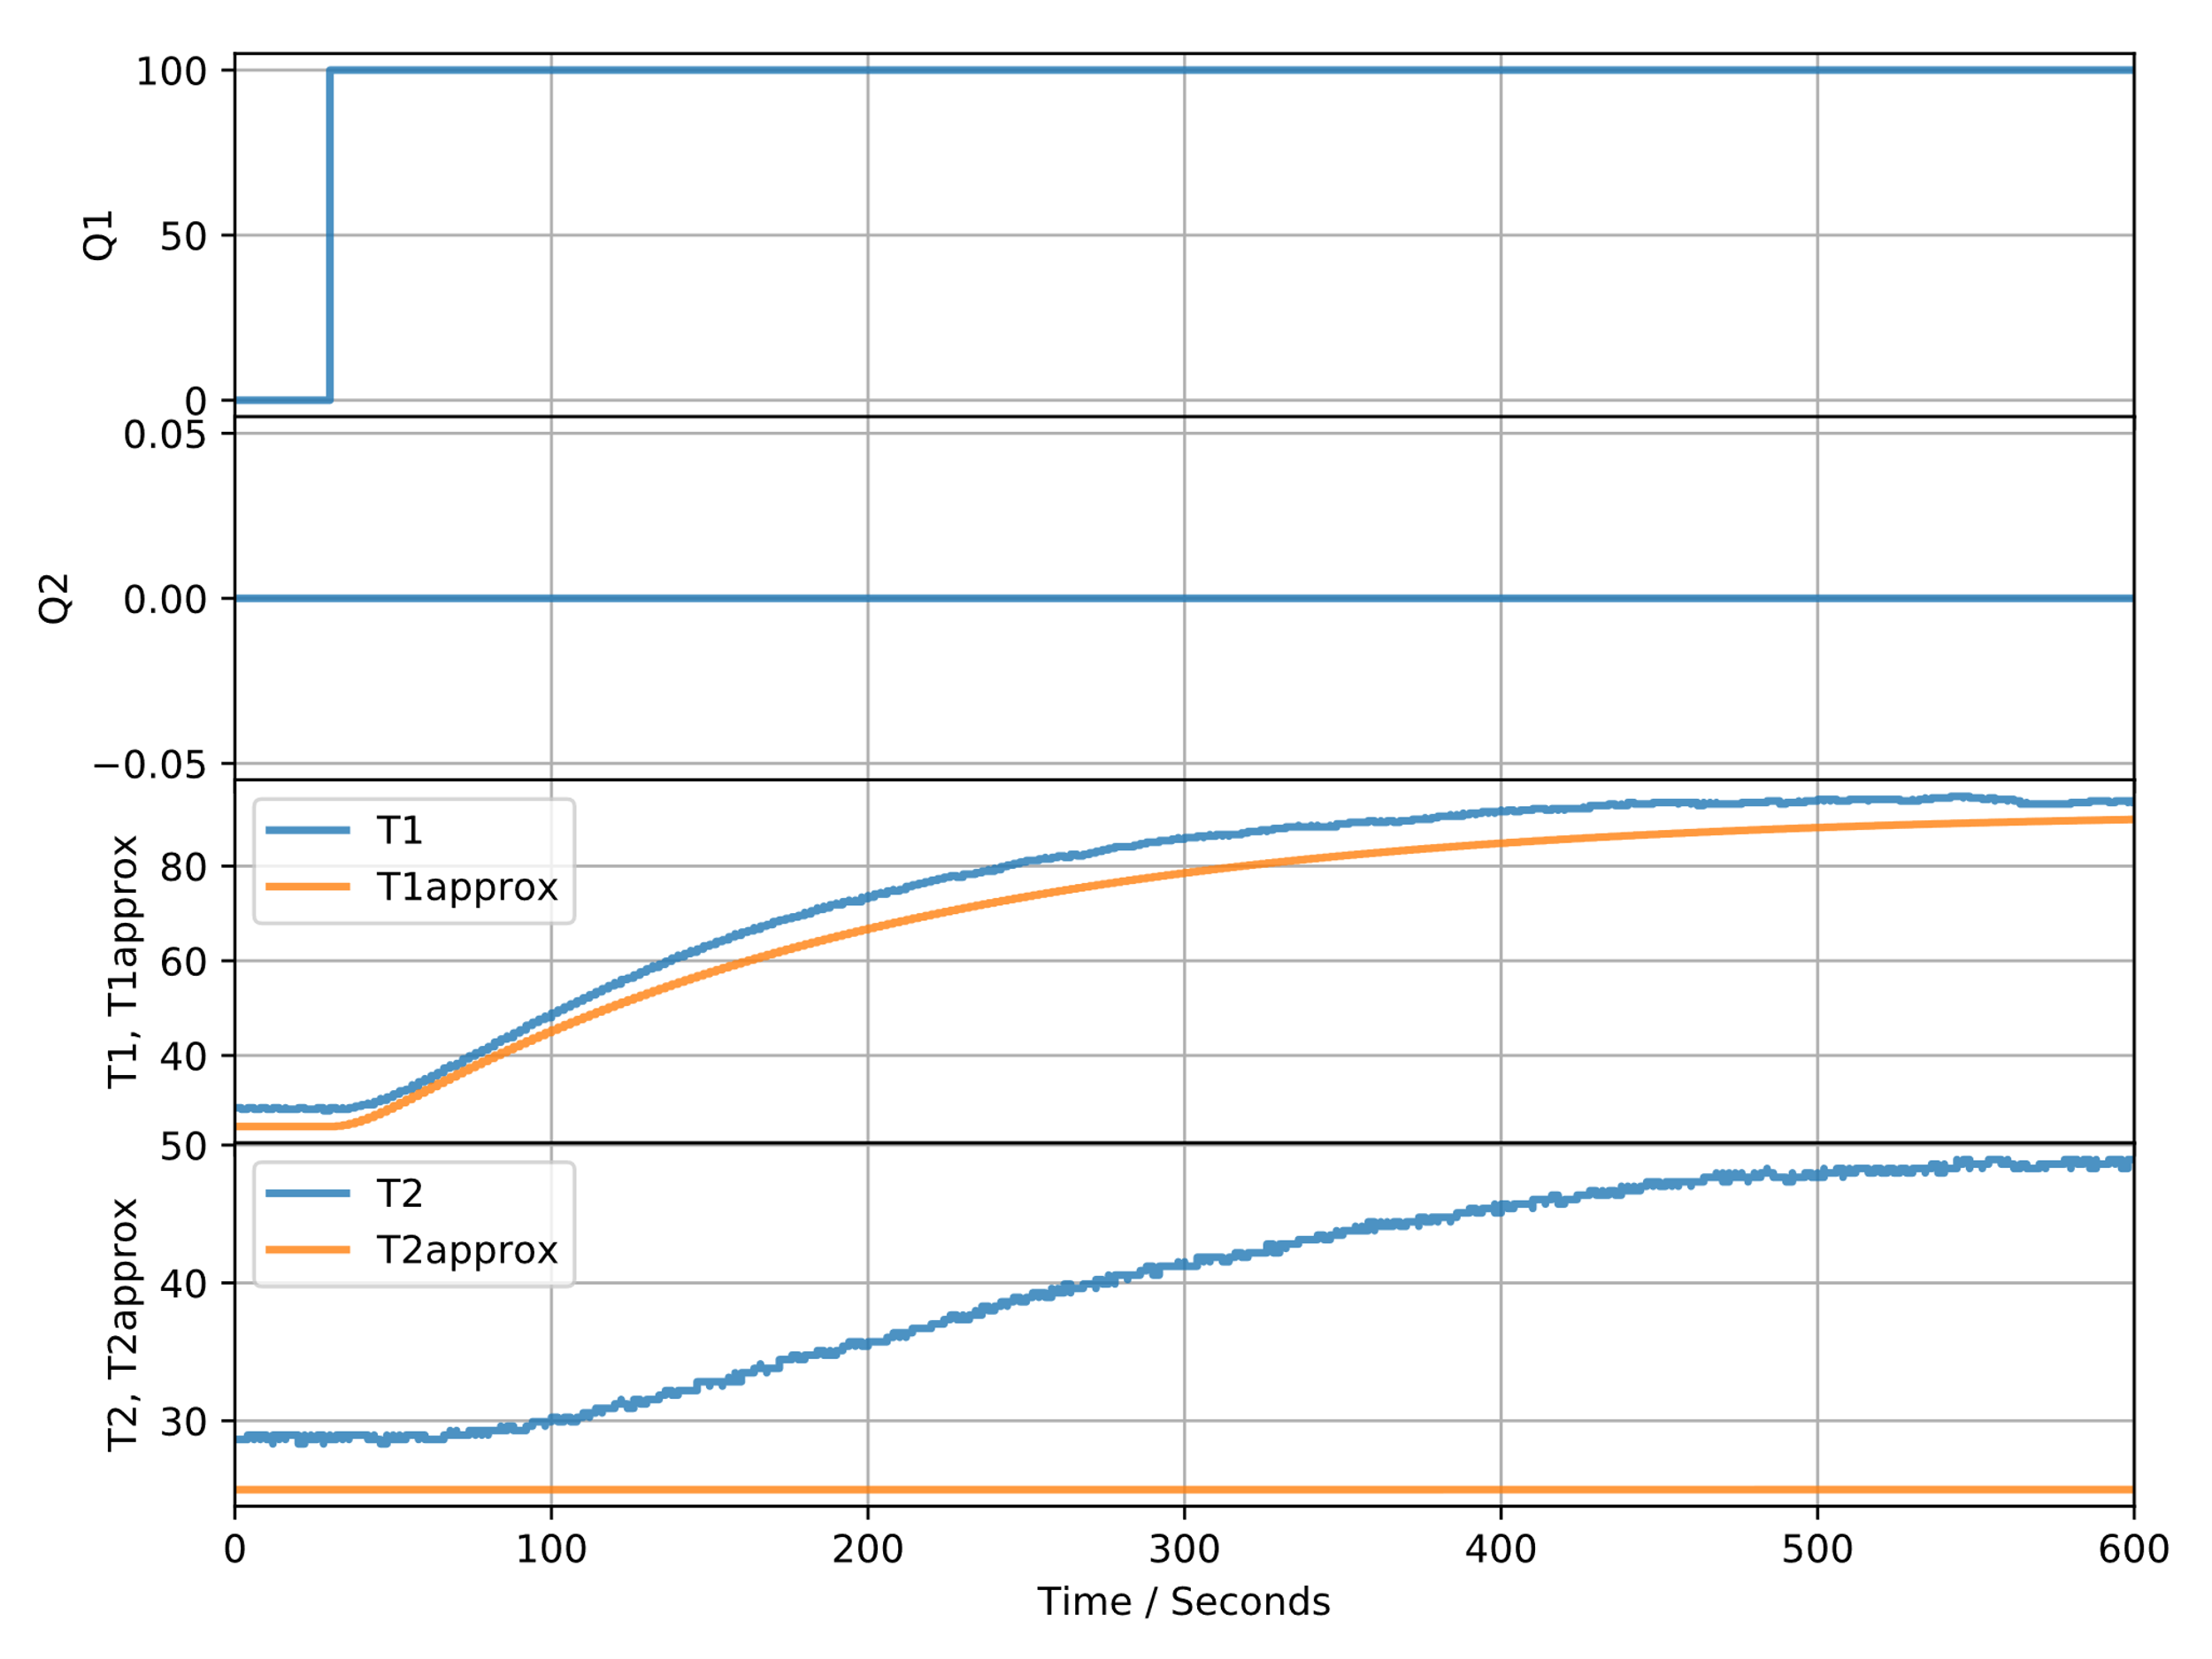 100
50
0
Q1
0.05
0.00
−0.05
Q2
T1
T1approx
80
60
40
T1, T1approx
T2
T2approx
50
40
30
T2, T2approx
0 100 200 300 400 500 600
Time / Seconds